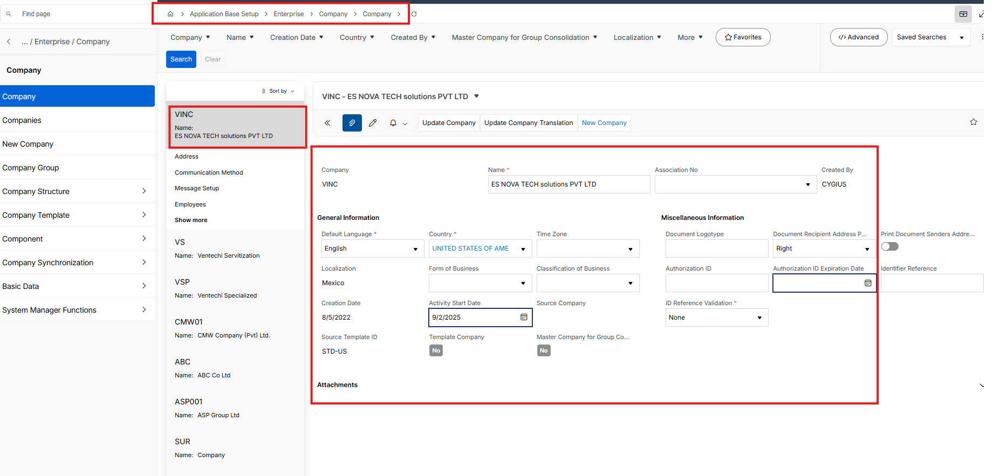 Find page
Application Base Setup > Enterprise > Company > Company >
... / Enterprise / Company
Company
Company
Companies
New Company
Company Group
Company Structure
Company Template
Component
Company Synchronization
Basic Data
System Manager Functions
Company Name Creation Date Country Created By Master Company for Group Consolidation Localization More Favorites
</> Advanced Saved Searches
Search Clear
Sort by
VINC
Name:
ES NOVA TECH solutions PVT LTD
Address
Communication Method
Message Setup
Employees
Show more
VS
Name: Ventechi Servitization
VSP
Name: Ventechi Specialized
CMW01
Name: CMW Company (Pvt) Ltd.
ABC
Name: ABC Co Ltd
ASP001
Name: ASP Group Ltd
SUR
Name: Company
VINC - ES NOVA TECH solutions PVT LTD
Update Company Update Company Translation New Company
Company Name * Association No Created By
VINC ES NOVA TECH solutions PVT LTD CYGIUS
General Information
Default Language * Country * Time Zone
English UNITED STATES OF AME
Localization Form of Business Classification of Business
Mexico
Creation Date Activity Start Date Source Company
8/5/2022 9/2/2025
Source Template ID Template Company Master Company for Group Co...
STD-US No No
Miscellaneous Information
Document Logotype Document Recipient Address P... Print Document Senders Addre...
Right
Authorization ID Authorization ID Expiration Date Identifier Reference
ID Reference Validation *
None
Attachments